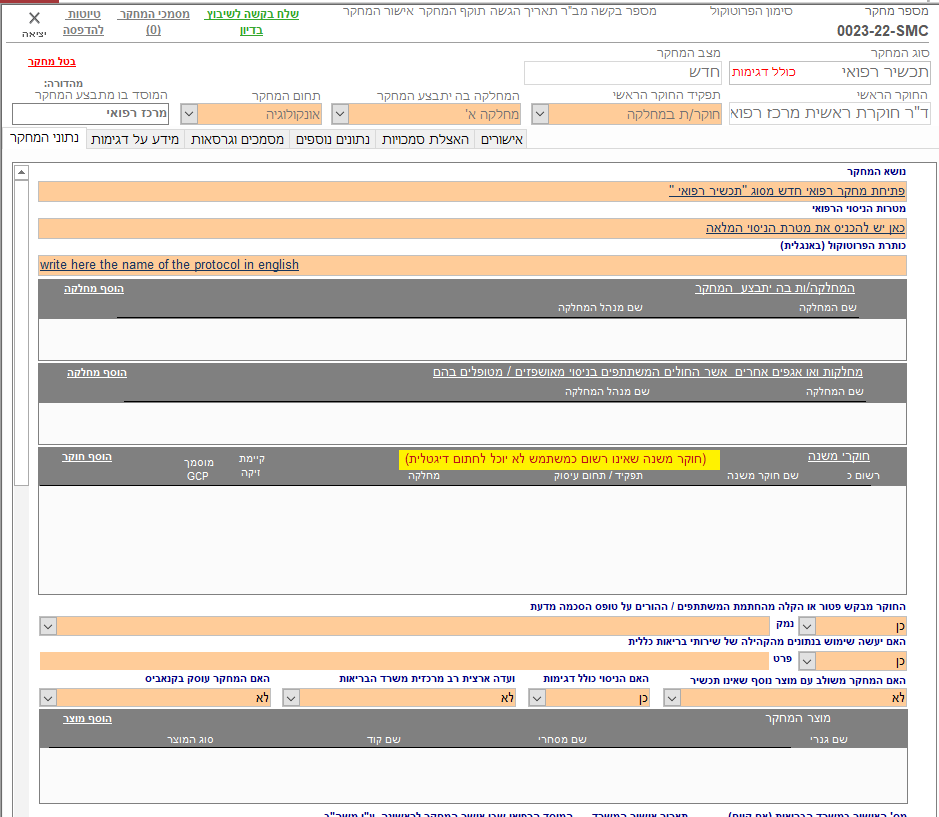 מספר מחקר
סימון הפרוטוקול
מספר בקשה מב"ר תאריך הגשה תוקף המחקר אישור המחקר
שלח בקשה לשיבוץ בדיון
מסמכי המחקר (0)
טיוטות להדפסה
יציאה
0023-22-SMC
סוג המחקר
מצב המחקר
בטל מחקר
תכשיר רפואי
כולל דגימות
חדש
מהדורה:
החוקר הראשי
תפקיד החוקר הראשי
המחלקה בה יתבצע המחקר
תחום המחקר
המוסד בו מתבצע המחקר
ד"ר חוקרת ראשית מרכז רפוא
חוקר/ת במחלקה
מחלקה א'
אונקולוגיה
מרכז רפואי
אישורים
האצלת סמכויות
נתונים נוספים
מסמכים וגרסאות
מידע על דגימות
נתוני המחקר
נושא המחקר
פתיחת מחקר רפואי חדש מסוג "תכשיר רפואי "
מטרות הניסוי הרפואי
כאן יש להכניס את מטרת הניסוי המלאה
כותרת הפרוטוקול (באנגלית)
write here the name of the protocol in english
המחלקה/ות בה יתבצע המחקר
הוסף מחלקה
שם המחלקה
שם מנהל המחלקה
מחלקות ואו אגפים אחרים אשר החולים המשתתפים בניסוי מאושפזים / מטופלים בהם
הוסף מחלקה
שם המחלקה
שם מנהל המחלקה
חוקרי משנה
(חוקר משנה שאינו רשום כמשתמש לא יוכל לחתום דיגטלית)
הוסף חוקר
רשום כ
שם חוקר משנה
תפקיד / תחום עיסוק
מחלקה
קיימת זיקה
מוסמך GCP
החוקר מבקש פטור או הקלה מהחתמת המשתתפים / ההורים על טופס הסכמה מדעת
כן
נמק
האם יעשה שימוש בנתונים מהקהילה של שירותי בריאות כללית
כן
פרט
האם המחקר משולב עם מוצר נוסף שאינו תכשיר
האם הניסוי כולל דגימות
ועדה ארצית רב מרכזית משרד הבריאות
האם המחקר עוסק בקנאביס
לא
כן
לא
לא
מוצר המחקר
הוסף מוצר
שם גנרי
שם מסחרי
שם קוד
סוג המוצר